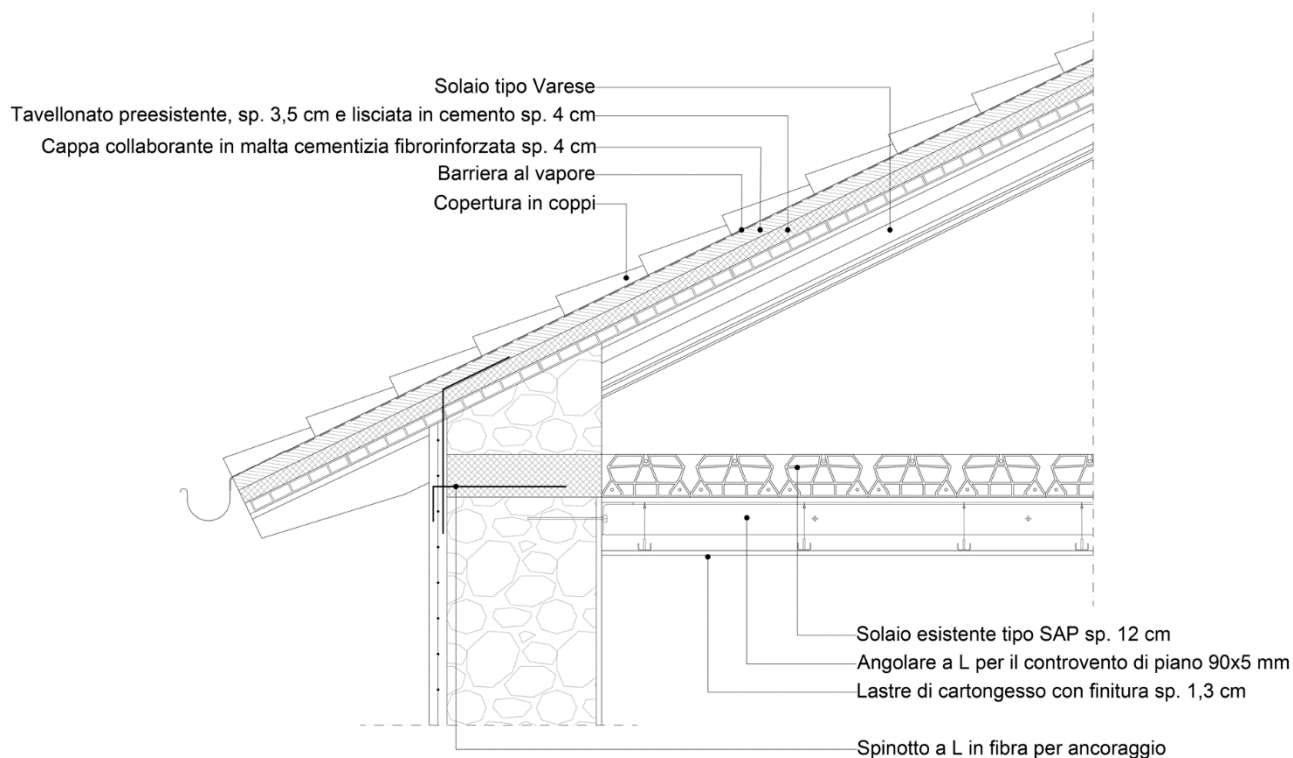 Solaio tipo Varese
Tavellonato preesistente, sp. 3,5 cm e lisciata in cemento sp. 4 cm
Cappa collaborante in malta cementizia fibrorinforzata sp. 4 cm
Barriera al vapore
Copertura in coppi
Solaio esistente tipo SAP sp. 12 cm
Angolare a L per il controvento di piano 90x5 mm
Lastre di cartongesso con finitura sp. 1,3 cm
Spinotto a L in fibra per ancoraggio